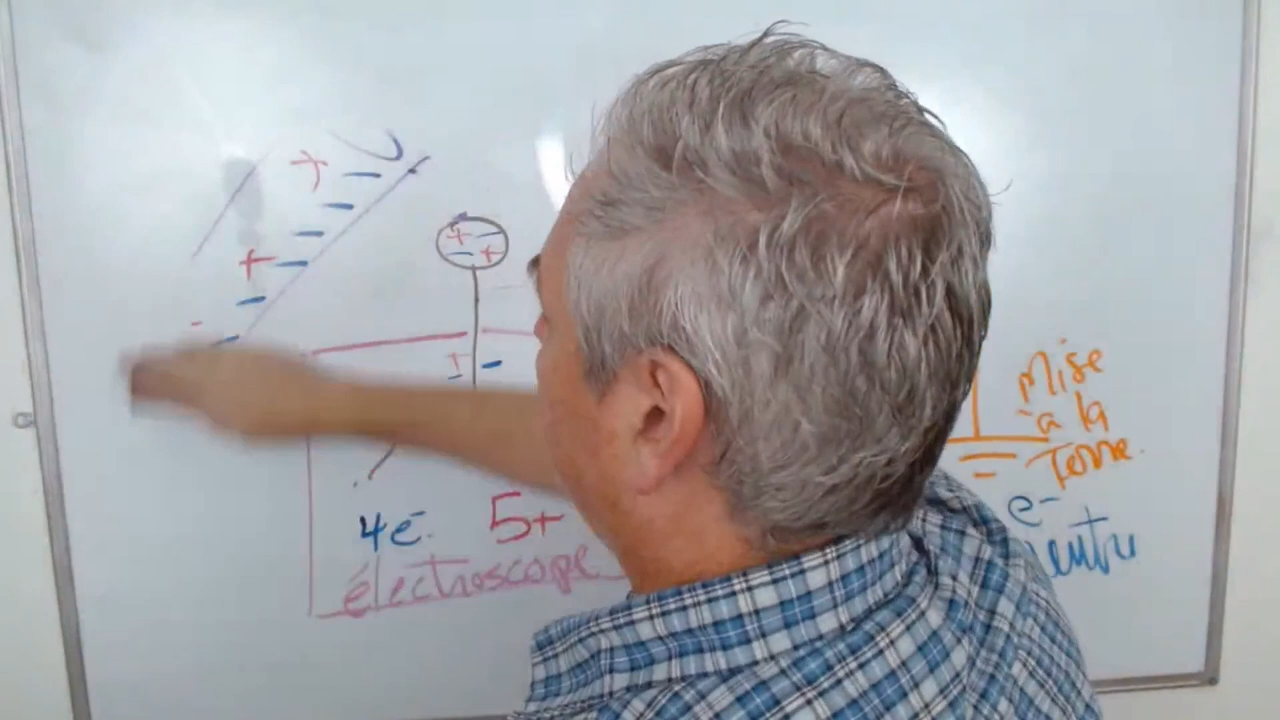 Mise
à la
Terre.
4e-
5+
e-
électroscope